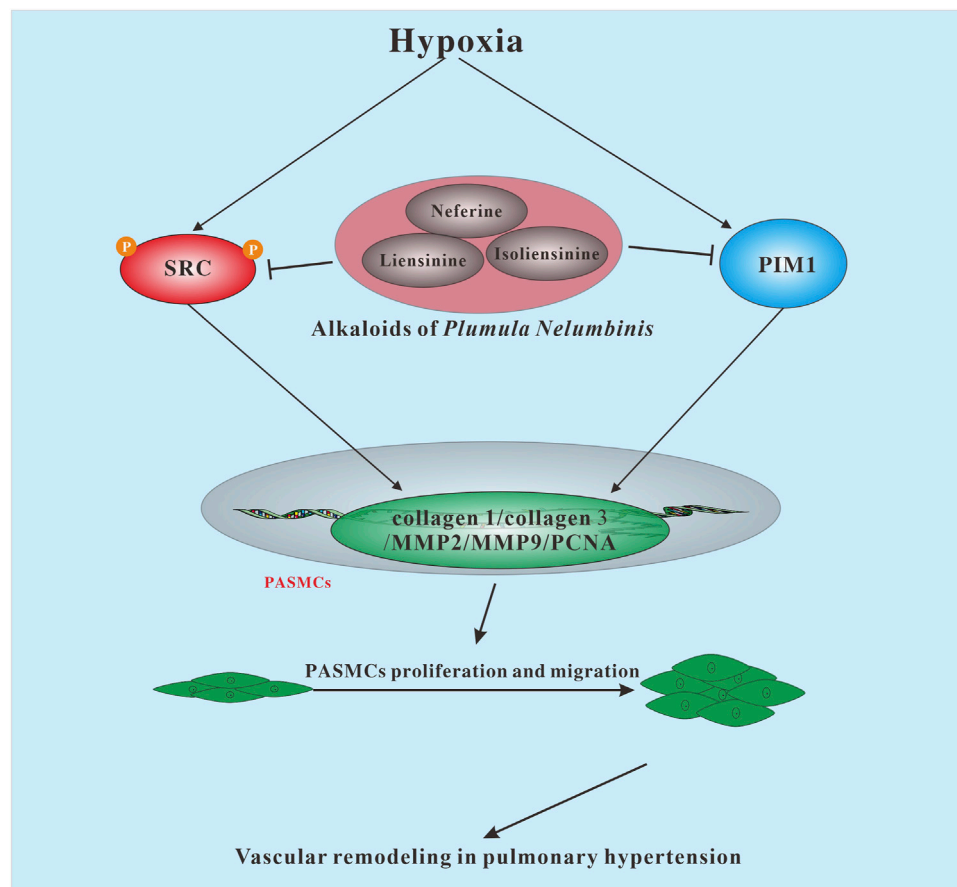 Hypoxia
Neferine
P
P
SRC
Liensinine
Isoliensinine
PIM1
Alkaloids of Plumula Nelumbinis
collagen 1/collagen 3
/MMP2/MMP9/PCNA
PASMCs
PASMCs proliferation and migration
Vascular remodeling in pulmonary hypertension